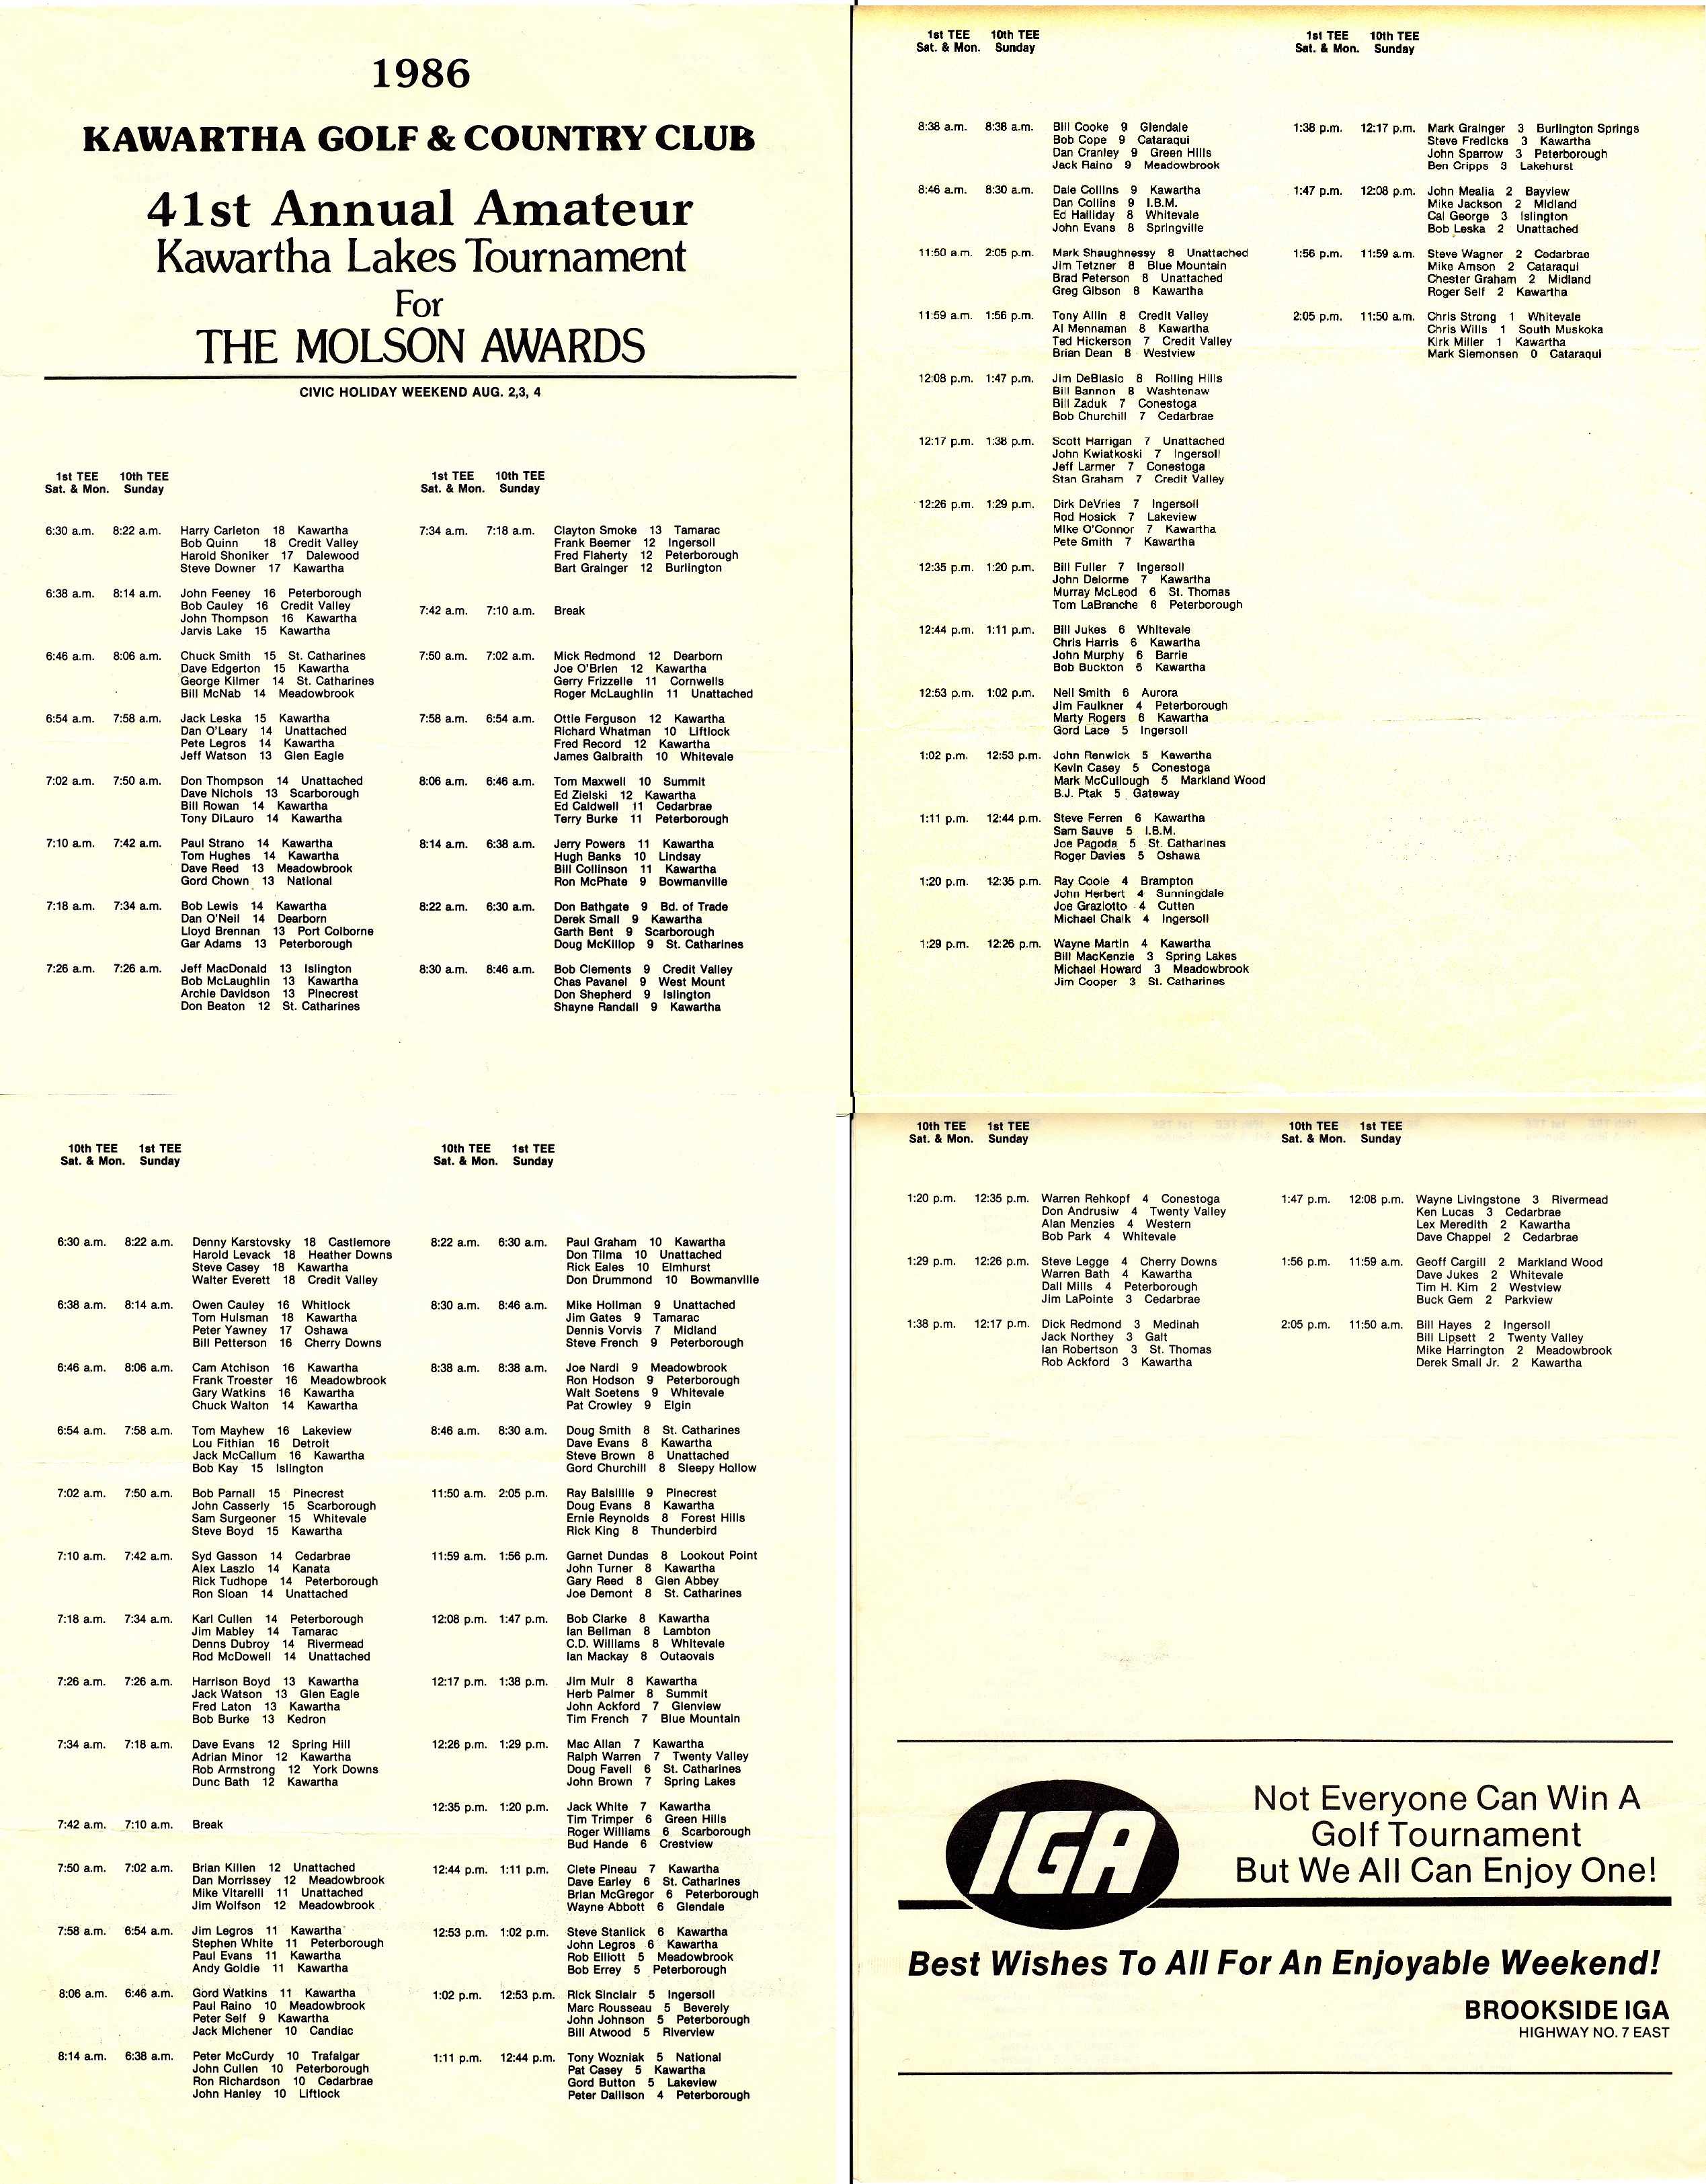 1986
KAWARTHA GOLF & COUNTRY CLUB
41st Annual Amateur
Kawartha Lakes Tournament
For
THE MOLSON AWARDS
CIVIC HOLIDAY WEEKEND AUG. 2,3, 4
1st TEE 10th TEE
Sat. & Mon. Sunday
6:30 a.m. 8:22 a.m. Harry Carleton 18 Kawartha
Bob Quinn 18 Credit Valley
Harold Shoniker 17 Dalewood
Steve Downer 17 Kawartha
6:38 a.m. 8:14 a.m. John Feeney 16 Peterborough
Bob Cauley 16 Credit Valley
John Thompson 16 Kawartha
Jarvis Lake 15 Kawartha
6:46 a.m. 8:06 a.m. Chuck Smith 15 St. Catharines
Dave Edgerton 15 Kawartha
George Kilmer 14 St. Catharines
Bill McNab 14 Meadowbrook
6:54 a.m. 7:58 a.m. Jack Leska 15 Kawartha
Dan O'Leary 14 Unattached
Pete Legros 14 Kawartha
Jeff Watson 13 Glen Eagle
7:02 a.m. 7:50 a.m. Don Thompson 14 Unattached
Dave Nichols 13 Scarborough
Bill Rowan 14 Kawartha
Tony DiLauro 14 Kawartha
7:10 a.m. 7:42 a.m. Paul Strano 14 Kawartha
Tom Hughes 14 Kawartha
Dave Reed 13 Meadowbrook
Gord Chown 13 National
7:18 a.m. 7:34 a.m. Bob Lewis 14 Kawartha
Dan O'Neil 14 Dearborn
Lloyd Brennan 13 Port Colborne
Gar Adams 13 Peterborough
7:26 a.m. 7:26 a.m. Jeff MacDonald 13 Islington
Bob McLaughlin 13 Kawartha
Archie Davidson 13 Pinecrest
Don Beaton 12 St. Catharines
1st TEE 10th TEE
Sat. & Mon. Sunday
7:34 a.m. 7:18 a.m. Clayton Smoke 13 Tamarac
Frank Beemer 12 Ingersoll
Fred Flaherty 12 Peterborough
Bart Grainger 12 Burlington
7:42 a.m. 7:10 a.m. Break
7:50 a.m. 7:02 a.m. Mick Redmond 12 Dearborn
Joe O'Brien 12 Kawartha
Gerry Frizzelle 11 Cornwells
Roger McLaughlin 11 Unattached
7:58 a.m. 6:54 a.m. Ottie Ferguson 12 Kawartha
Richard Whatman 10 Liftlock
Fred Record 12 Kawartha
James Galbraith 10 Whitevale
8:06 a.m. 6:46 a.m. Tom Maxwell 10 Summit
Ed Zielski 12 Kawartha
Ed Caldwell 11 Cedarbrae
Terry Burke 11 Peterborough
8:14 a.m. 6:38 a.m. Jerry Powers 11 Kawartha
Hugh Banks 10 Lindsay
Bill Collinson 11 Kawartha
Ron McPhate 9 Bowmanville
8:22 a.m. 6:30 a.m. Don Bathgate 9 Bd. of Trade
Derek Small 9 Kawartha
Garth Bent 9 Scarborough
Doug McKillop 9 St. Catharines
8:30 a.m. 8:46 a.m. Bob Clements 9 Credit Valley
Chas Pavanel 9 West Mount
Don Shepherd 9 Islington
Shayne Randall 9 Kawartha
1st TEE 10th TEE
Sat. & Mon. Sunday
8:38 a.m. 8:38 a.m. Bill Cooke 9 Glendale
Bob Cope 9 Cataraqui
Dan Cranley 9 Green Hills
Jack Raino 9 Meadowbrook
8:46 a.m. 8:30 a.m. Dale Collins 9 Kawartha
Dan Collins 9 I.B.M.
Ed Halliday 8 Whitevale
John Evans 8 Springville
11:50 a.m. 2:05 p.m. Mark Shaughnessy 8 Unattached
Jim Tetzner 8 Blue Mountain
Brad Peterson 8 Unattached
Greg Gibson 8 Kawartha
11:59 a.m. 1:56 p.m. Tony Allin 8 Credit Valley
Al Mennaman 8 Kawartha
Ted Hickerson 7 Credit Valley
Brian Dean 8 Westview
12:08 p.m. 1:47 p.m. Jim DeBlasio 8 Rolling Hills
Bill Bannon 8 Washtenaw
Bill Zaduk 7 Conestoga
Bob Churchill 7 Cedarbrae
12:17 p.m. 1:38 p.m. Scott Harrigan 7 Unattached
John Kwiatkoski 7 Ingersoll
Jeff Larmer 7 Conestoga
Stan Graham 7 Credit Valley
12:26 p.m. 1:29 p.m. Dirk DeVries 7 Ingersoll
Rod Hosick 7 Lakeview
Mike O'Connor 7 Kawartha
Pete Smith 7 Kawartha
12:35 p.m. 1:20 p.m. Bill Fuller 7 Ingersoll
John Delorme 7 Kawartha
Murray McLeod 6 St. Thomas
Tom LaBranche 6 Peterborough
12:44 p.m. 1:11 p.m. Bill Jukes 6 Whitevale
Chris Harris 6 Kawartha
John Murphy 6 Barrie
Bob Buckton 6 Kawartha
12:53 p.m. 1:02 p.m. Neil Smith 6 Aurora
Jim Faulkner 4 Peterborough
Marty Rogers 6 Kawartha
Gord Lace 5 Ingersoll
1:02 p.m. 12:53 p.m. John Renwick 5 Kawartha
Kevin Casey 5 Conestoga
Mark McCullough 5 Markland Wood
B.J. Ptak 5 Gateway
1:11 p.m. 12:44 p.m. Steve Ferren 6 Kawartha
Sam Sauve 5 I.B.M.
Joe Pagoda 5 St. Catharines
Roger Davies 5 Oshawa
1:20 p.m. 12:35 p.m. Ray Coole 4 Brampton
John Herbert 4 Sunningdale
Joe Graziotto 4 Cutten
Michael Chalk 4 Ingersoll
1:29 p.m. 12:26 p.m. Wayne Martin 4 Kawartha
Bill MacKenzie 3 Spring Lakes
Michael Howard 3 Meadowbrook
Jim Cooper 3 St. Catharines
1st TEE 10th TEE
Sat. & Mon. Sunday
1:38 p.m. 12:17 p.m. Mark Grainger 3 Burlington Springs
Steve Fredicks 3 Kawartha
John Sparrow 3 Peterborough
Ben Cripps 3 Lakehurst
1:47 p.m. 12:08 p.m. John Mealia 2 Bayview
Mike Jackson 2 Midland
Cal George 3 Islington
Bob Leska 2 Unattached
1:56 p.m. 11:59 a.m. Steve Wagner 2 Cedarbrae
Mike Amson 2 Cataraqui
Chester Graham 2 Midland
Roger Self 2 Kawartha
2:05 p.m. 11:50 a.m. Chris Strong 1 Whitevale
Chris Wills 1 South Muskoka
Kirk Miller 1 Kawartha
Mark Slemonsen 0 Cataraqui
10th TEE 1st TEE
Sat. & Mon. Sunday
6:30 a.m. 8:22 a.m. Denny Karstovsky 18 Castlemore
Harold Levack 18 Heather Downs
Steve Casey 18 Kawartha
Walter Everett 18 Credit Valley
6:38 a.m. 8:14 a.m. Owen Cauley 16 Whitlock
Tom Hulsman 18 Kawartha
Peter Yawney 17 Oshawa
Bill Petterson 16 Cherry Downs
6:46 a.m. 8:06 a.m. Cam Atchison 16 Kawartha
Frank Troester 16 Meadowbrook
Gary Watkins 16 Kawartha
Chuck Walton 14 Kawartha
6:54 a.m. 7:58 a.m. Tom Mayhew 16 Lakeview
Lou Fithian 16 Detroit
Jack McCallum 16 Kawartha
Bob Kay 15 Islington
7:02 a.m. 7:50 a.m. Bob Parnall 15 Pinecrest
John Casserly 15 Scarborough
Sam Surgeoner 15 Whitevale
Steve Boyd 15 Kawartha
7:10 a.m. 7:42 a.m. Syd Gasson 14 Cedarbrae
Alex Laszlo 14 Kanata
Rick Tudhope 14 Peterborough
Ron Sloan 14 Unattached
7:18 a.m. 7:34 a.m. Karl Cullen 14 Peterborough
Jim Mabley 14 Tamarac
Denns Dubroy 14 Rivermead
Rod McDowell 14 Unattached
7:26 a.m. 7:26 a.m. Harrison Boyd 13 Kawartha
Jack Watson 13 Glen Eagle
Fred Laton 13 Kawartha
Bob Burke 13 Kedron
7:34 a.m. 7:18 a.m. Dave Evans 12 Spring Hill
Adrian Minor 12 Kawartha
Rob Armstrong 12 York Downs
Dunc Bath 12 Kawartha
7:42 a.m. 7:10 a.m. Break
7:50 a.m. 7:02 a.m. Brian Killen 12 Unattached
Dan Morrissey 12 Meadowbrook
Mike Vitarelli 11 Unattached
Jim Wolfson 12 Meadowbrook
7:58 a.m. 6:54 a.m. Jim Legros 11 Kawartha
Stephen White 11 Peterborough
Paul Evans 11 Kawartha
Andy Goldie 11 Kawartha
8:06 a.m. 6:46 a.m. Gord Watkins 11 Kawartha
Paul Raino 10 Meadowbrook
Peter Self 9 Kawartha
Jack Michener 10 Candiac
8:14 a.m. 6:38 a.m. Peter McCurdy 10 Trafalgar
John Cullen 10 Peterborough
Ron Richardson 10 Cedarbrae
John Hanley 10 Liftlock
10th TEE 1st TEE
Sat. & Mon. Sunday
8:22 a.m. 6:30 a.m. Paul Graham 10 Kawartha
Don Tilma 10 Unattached
Rick Eales 10 Elmhurst
Don Drummond 10 Bowmanville
8:30 a.m. 8:46 a.m. Mike Hollman 9 Unattached
Jim Gates 9 Tamarac
Dennis Vorvis 7 Midland
Steve French 9 Peterborough
8:38 a.m. 8:38 a.m. Joe Nardi 9 Meadowbrook
Ron Hodson 9 Peterborough
Walt Soetens 9 Whitevale
Pat Crowley 9 Elgin
8:46 a.m. 8:30 a.m. Doug Smith 8 St. Catharines
Dave Evans 8 Kawartha
Steve Brown 8 Unattached
Gord Churchill 8 Sleepy Hollow
11:50 a.m. 2:05 p.m. Ray Balsillie 9 Pinecrest
Doug Evans 8 Kawartha
Ernie Reynolds 8 Forest Hills
Rick King 8 Thunderbird
11:59 a.m. 1:56 p.m. Garnet Dundas 8 Lookout Point
John Turner 8 Kawartha
Gary Reed 8 Glen Abbey
Joe Demont 8 St. Catharines
12:08 p.m. 1:47 p.m. Bob Clarke 8 Kawartha
Ian Bellman 8 Lambton
C.D. Williams 8 Whitevale
Ian Mackay 8 Outaovals
12:17 p.m. 1:38 p.m. Jim Muir 8 Kawartha
Herb Palmer 8 Summit
John Ackford 7 Glenview
Tim French 7 Blue Mountain
12:26 p.m. 1:29 p.m. Mac Allan 7 Kawartha
Ralph Warren 7 Twenty Valley
Doug Favell 6 St. Catharines
John Brown 7 Spring Lakes
12:35 p.m. 1:20 p.m. Jack White 7 Kawartha
Tim Trimper 6 Green Hills
Roger Williams 6 Scarborough
Bud Hande 6 Crestview
12:44 p.m. 1:11 p.m. Clete Pineau 7 Kawartha
Dave Earley 6 St. Catharines
Brian McGregor 6 Peterborough
Wayne Abbott 6 Glendale
12:53 p.m. 1:02 p.m. Steve Stanlick 6 Kawartha
John Legros 6 Kawartha
Rob Elliott 5 Meadowbrook
Bob Errey 5 Peterborough
1:02 p.m. 12:53 p.m. Rick Sinclair 5 Ingersoll
Marc Rousseau 5 Beverely
John Johnson 5 Peterborough
Bill Atwood 5 Riverview
1:11 p.m. 12:44 p.m. Tony Wozniak 5 National
Pat Casey 5 Kawartha
Gord Button 5 Lakeview
Peter Dallison 4 Peterborough
10th TEE 1st TEE
Sat. & Mon. Sunday
1:20 p.m. 12:35 p.m. Warren Rehkopf 4 Conestoga
Don Andrusiw 4 Twenty Valley
Alan Menzies 4 Western
Bob Park 4 Whitevale
1:29 p.m. 12:26 p.m. Steve Legge 4 Cherry Downs
Warren Bath 4 Kawartha
Dall Mills 4 Peterborough
Jim LaPointe 3 Cedarbrae
1:38 p.m. 12:17 p.m. Dick Redmond 3 Medinah
Jack Northey 3 Galt
Ian Robertson 3 St. Thomas
Rob Ackford 3 Kawartha
10th TEE 1st TEE
Sat. & Mon. Sunday
1:47 p.m. 12:08 p.m. Wayne Livingstone 3 Rivermead
Ken Lucas 3 Cedarbrae
Lex Meredith 2 Kawartha
Dave Chappel 2 Cedarbrae
1:56 p.m. 11:59 a.m. Geoff Cargill 2 Markland Wood
Dave Jukes 2 Whitevale
Tim H. Kim 2 Westview
Buck Gem 2 Parkview
2:05 p.m. 11:50 a.m. Bill Hayes 2 Ingersoll
Bill Lipsett 2 Twenty Valley
Mike Harrington 2 Meadowbrook
Derek Small Jr. 2 Kawartha
IGA
Not Everyone Can Win A
Golf Tournament
But We All Can Enjoy One!
Best Wishes To All For An Enjoyable Weekend!
BROOKSIDE IGA
HIGHWAY NO. 7 EAST